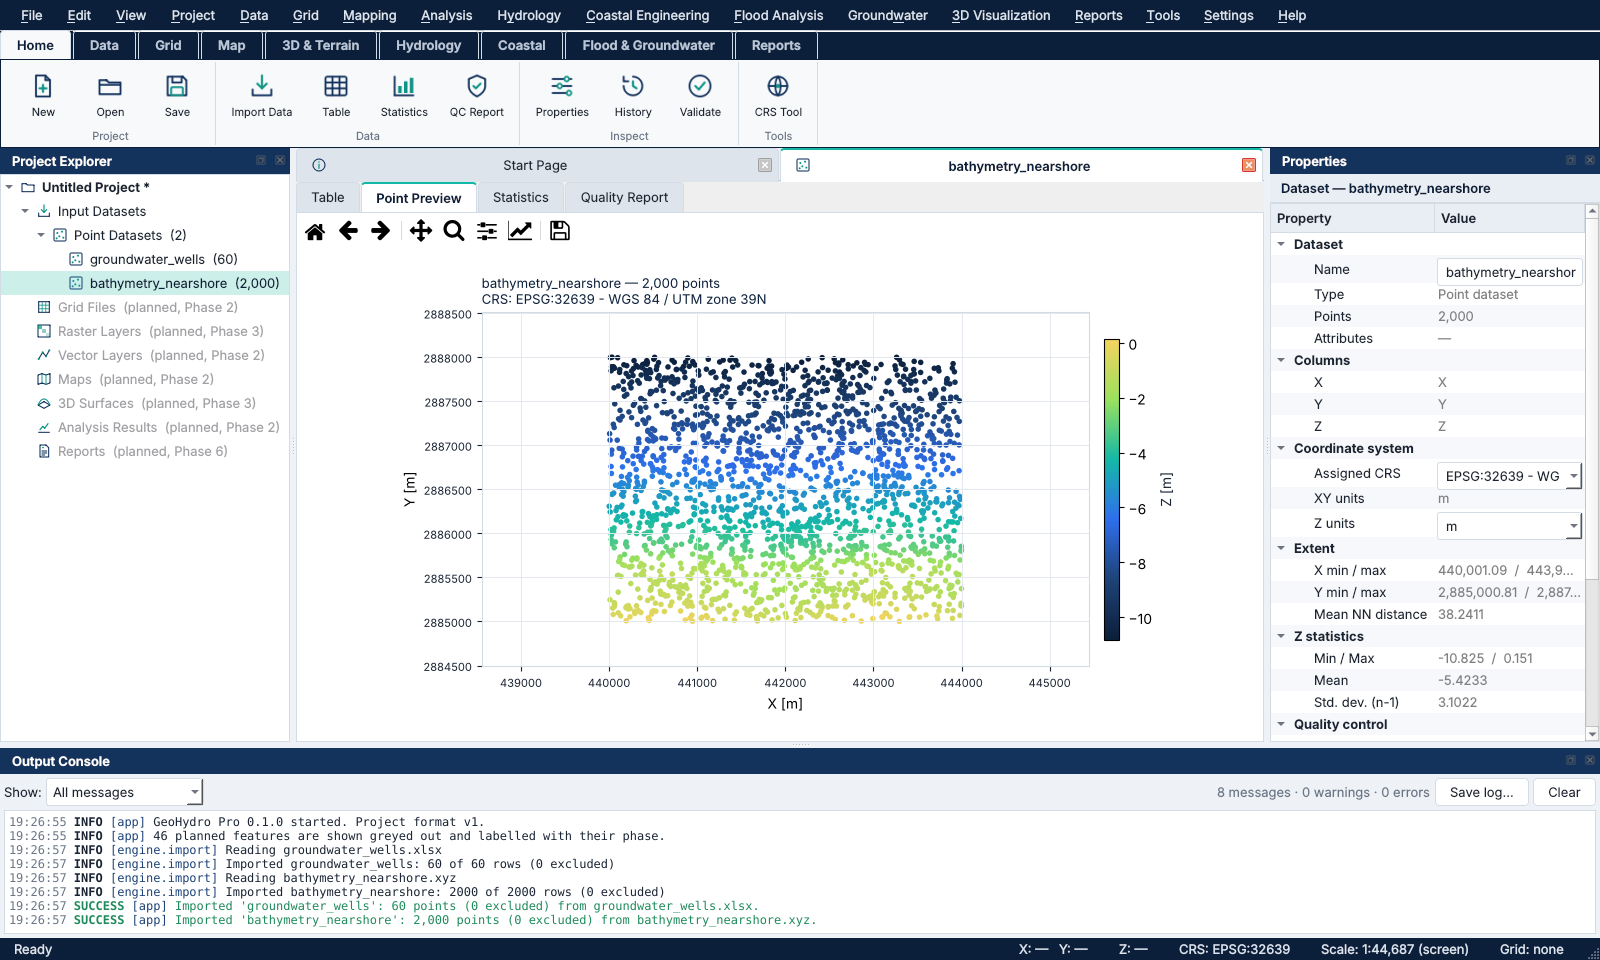 File Edit View Project Data Grid Mapping Analysis Hydrology Coastal Engineering Flood Analysis Groundwater 3D Visualization Reports Tools Settings Help
Home Data Grid Map 3D & Terrain Hydrology Coastal Flood & Groundwater Reports
New Open Save Import Data Table Statistics QC Report Properties History Validate CRS Tool
Project Data Inspect Tools
Project Explorer
Untitled Project *
Input Datasets
Point Datasets (2)
groundwater_wells (60)
bathymetry_nearshore (2,000)
Grid Files (planned, Phase 2)
Raster Layers (planned, Phase 3)
Vector Layers (planned, Phase 2)
Maps (planned, Phase 2)
3D Surfaces (planned, Phase 3)
Analysis Results (planned, Phase 2)
Reports (planned, Phase 6)
Start Page bathymetry_nearshore
Table Point Preview Statistics Quality Report
bathymetry_nearshore — 2,000 points
CRS: EPSG:32639 - WGS 84 / UTM zone 39N
2888500
2888000
2887500
2887000
2886500
2886000
2885500
2885000
2884500
Y [m]
439000 440000 441000 442000 443000 444000 445000
X [m]
0
−2
−4
−6
−8
−10
Z [m]
Properties
Dataset — bathymetry_nearshore
Property Value
Dataset
Name bathymetry_nearshor
Type Point dataset
Points 2,000
Attributes —
Columns
X X
Y Y
Z Z
Coordinate system
Assigned CRS EPSG:32639 - WG
XY units m
Z units m
Extent
X min / max 440,001.09 / 443,9...
Y min / max 2,885,000.81 / 2,887...
Mean NN distance 38.2411
Z statistics
Min / Max -10.825 / 0.151
Mean -5.4233
Std. dev. (n-1) 3.1022
Quality control
Output Console
Show: All messages 8 messages · 0 warnings · 0 errors Save log... Clear
19:26:55 INFO [app] GeoHydro Pro 0.1.0 started. Project format v1.
19:26:55 INFO [app] 46 planned features are shown greyed out and labelled with their phase.
19:26:57 INFO [engine.import] Reading groundwater_wells.xlsx
19:26:57 INFO [engine.import] Imported groundwater_wells: 60 of 60 rows (0 excluded)
19:26:57 INFO [engine.import] Reading bathymetry_nearshore.xyz
19:26:57 INFO [engine.import] Imported bathymetry_nearshore: 2000 of 2000 rows (0 excluded)
19:26:57 SUCCESS [app] Imported 'groundwater_wells': 60 points (0 excluded) from groundwater_wells.xlsx.
19:26:57 SUCCESS [app] Imported 'bathymetry_nearshore': 2,000 points (0 excluded) from bathymetry_nearshore.xyz.
Ready X: — Y: — Z: — CRS: EPSG:32639 Scale: 1:44,687 (screen) Grid: none